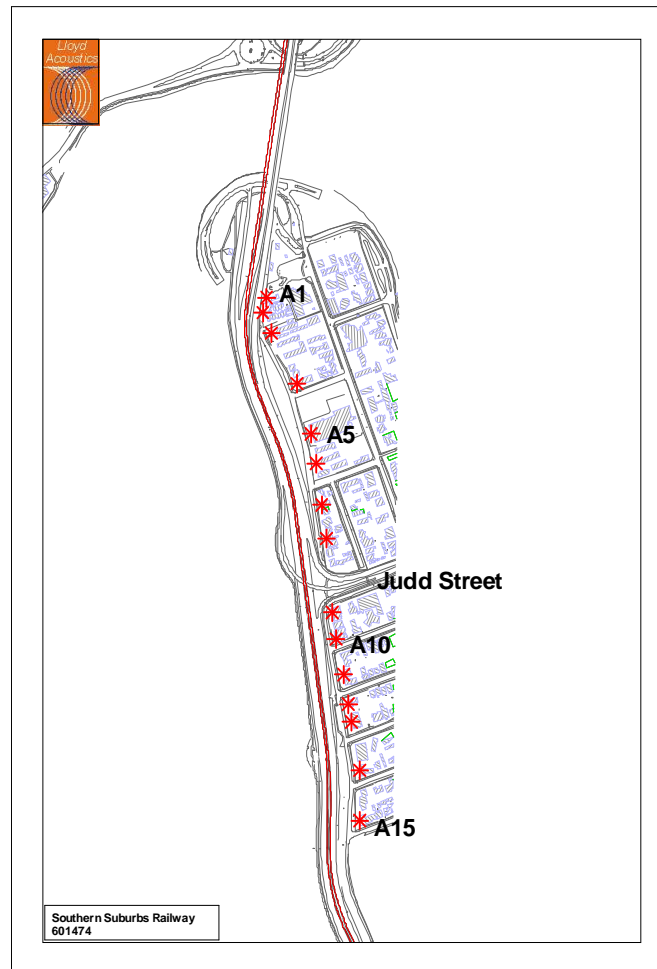 Lloyd
Acoustics
A1
A5
Judd Street
A10
A15
Southern Suburbs Railway
601474